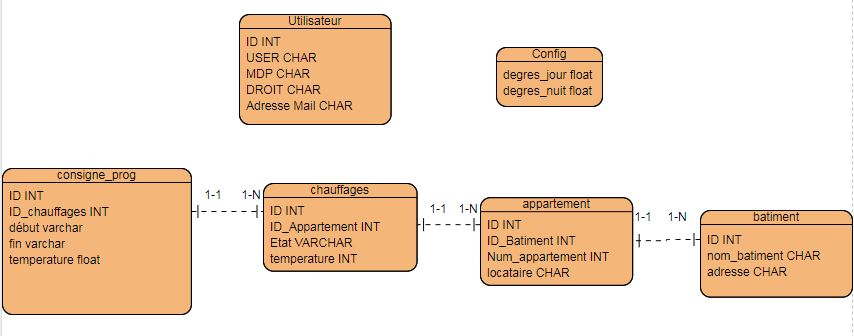 Utilisateur
ID INT
USER CHAR
MDP CHAR
DROIT CHAR
Adresse Mail CHAR
Config
degres_jour float
degres_nuit float
consigne_prog
ID INT
ID_chauffages INT
début varchar
fin varchar
temperature float
1-1
1-N
chauffages
ID INT
ID_Appartement INT
Etat VARCHAR
temperature INT
1-1
1-N
appartement
ID INT
ID_Batiment INT
Num_appartement INT
locataire CHAR
1-1
1-N
batiment
ID INT
nom_batiment CHAR
adresse CHAR